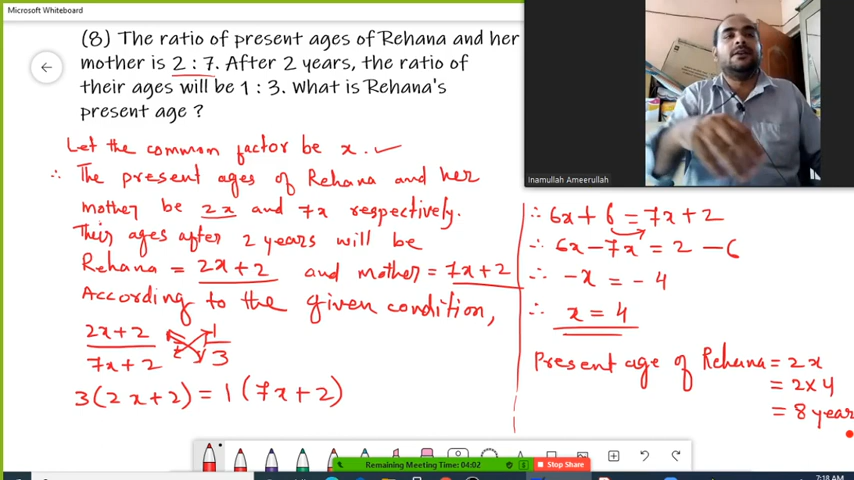 Microsoft Whiteboard
(8) The ratio of present ages of Rehana and her
mother is 2 : 7. After 2 years, the ratio of
their ages will be 1 : 3. What is Rehana's
present age ?
Let the common factor be x. ✓
∴ The present ages of Rehana and her
mother be 2x and 7x respectively.
Their ages after 2 years will be
Rehana = 2x+2 and mother = 7x+2
According to the given condition,
2x+2 1
7x+2 3
3(2x+2) = 1(7x+2)
Inamullah Ameerullah
∴ 6x+6 = 7x+2
∴ 6x-7x = 2-6
∴ -x = -4
∴ x = 4
Present age of Rehana = 2x
= 2×4
= 8 year
Remaining Meeting Time: 04:02
Stop Share
7:18 AM